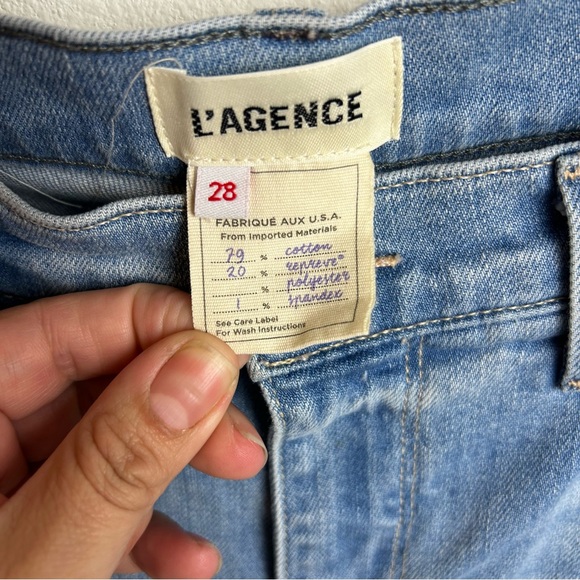 L'AGENCE
28
FABRIQUÉ AUX U.S.A.
From Imported Materials
79 % cotton
20 % repreve®
% polyester
1 % spandex
See Care Label
For Wash Instructions